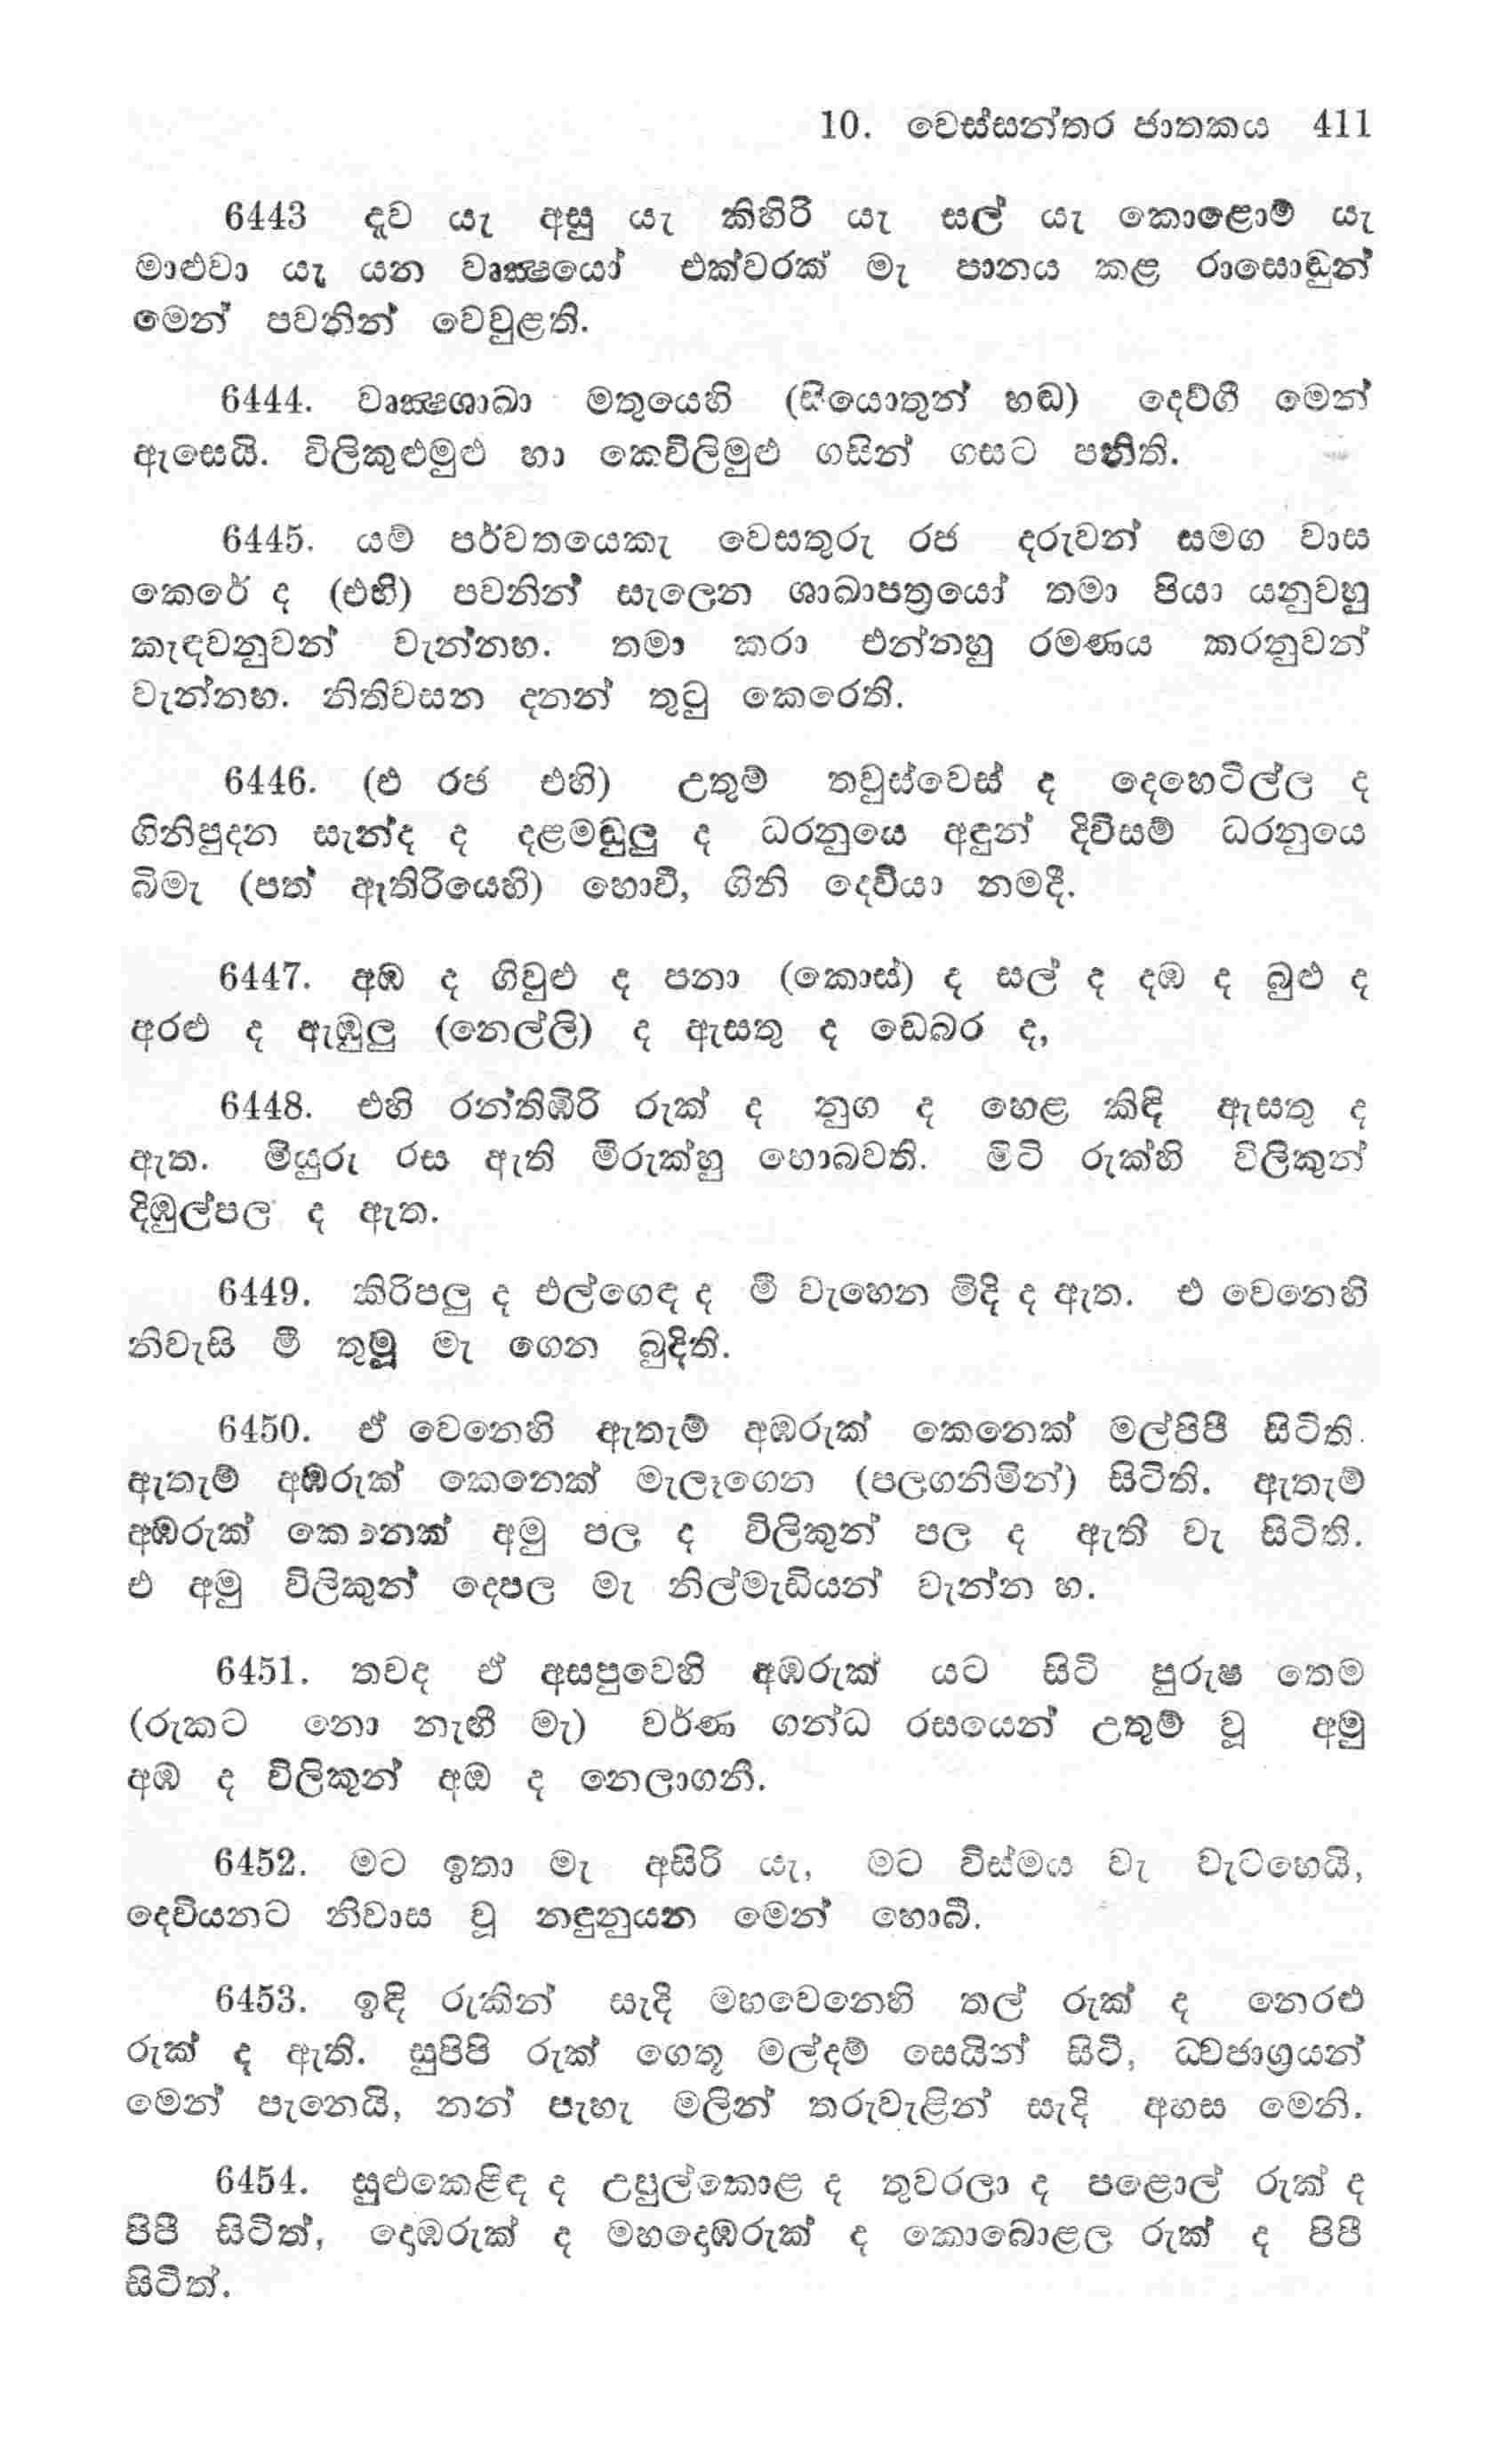 10. වෙස්සන්තර ජාතකය 411
6443 දැව යැ අසු යැ කිහිරි යැ සල් යැ කොළොම් යැ
මාළුවා යැ යන වෘක්‍ෂයෝ එක්වරක් මැ පානය කළ රාසොඬුන්
මෙන් පවනින් වෙවුළති.
6444. වෘක්‍ෂශාඛා මතුයෙහි (සියොතුන් හඬ) දෙව්ගී මෙන්
ඇසෙයි. විලිකුළුමුළු හා කෙවිලිමුළු ගසින් ගසට පනිති.
6445. යම් පර්වතයෙකැ වෙසතුරු රජ දරුවන් සමග වාස
කෙරේ ද (එහි) පවනින් සැලෙන ශාඛාපත්‍රයෝ තමා පියා යනුවහු
කැඳවනුවන් වැන්නහ. තමා කරා එන්නහු රමණය කරනුවන්
වැන්නහ. නිතිවසන දනන් තුටු කෙරෙති.
6446. (එ රජ එහි) උතුම් තවුස්වෙස් ද දෙහෙටිල්ල ද
ගිනිපුදන සැන්ද ද දළමඬුලු ද ධරනුයෙ අඳුන් දිවිසම් ධරනුයෙ
බිමැ (පත් ඇතිරියෙහි) හොවී, ගිනි දෙවියා නමදී.
6447. අඹ ද ගිවුළු ද පනා (කොස්) ද සල් ද දඹ ද බුළු ද
අරළු ද ඇඹුලු (නෙල්ලි) ද ඇසතු ද ඩෙබර ද,
6448. එහි රන්තිඹිරි රුක් ද නුග ද හෙළ කිඳි ඇසතු ද
ඇත. මියුරු රස ඇති මීරුක්හු හොබවති. මිටි රුක්හි විලිකුන්
දිඹුල්පල ද ඇත.
6449. කිරිපලු ද එල්ගෙඳ ද මී වැහෙන මිදි ද ඇත. එ වෙනෙහි
නිවැසි මී තුමූ මැ ගෙන බුදිති.
6450. ඒ වෙනෙහි ඇතැම් අඹරුක් කෙනෙක් මල්පිපී සිටිති.
ඇතැම් අඹරුක් කෙනෙක් මැලෑගෙන (පලගනිමින්) සිටිති. ඇතැම්
අඹරුක් කෙනෙක් අමු පල ද විලිකුන් පල ද ඇති වැ සිටිති.
එ අමු විලිකුන් දෙපල මැ නිල්මැඩියන් වැන්න හ.
6451. තවද ඒ අසපුවෙහි අඹරුක් යට සිටි පුරුෂ තෙම
(රුකට නො නැඟී මැ) වර්ණ ගන්ධ රසයෙන් උතුම් වූ අමු
අඹ ද විලිකුන් අඹ ද නෙලාගනී.
6452. මට ඉතා මැ අසිරි යැ, මට විස්මය වැ වැටහෙයි,
දෙවියනට නිවාස වූ නඳුනුයන මෙන් හොබී.
6453. ඉඳි රුකින් සැදි මහවෙනෙහි තල් රුක් ද නෙරළු
රුක් ද ඇති. සුපිපි රුක් ගෙතූ මල්දම් සෙයින් සිටි, ධ්වජාග්‍රයන්
මෙන් පැනෙයි, නන් පැහැ මලින් තරුවැළින් සැදි අහස මෙනි.
6454. සුළුකෙළිඳ ද උපුල්කොළ ද තුවරලා ද පළොල් රුක් ද
පිපී සිටිත්, දොඹරුක් ද මහදොඹරුක් ද කොබොළල රුක් ද පිපී
සිටිත්.